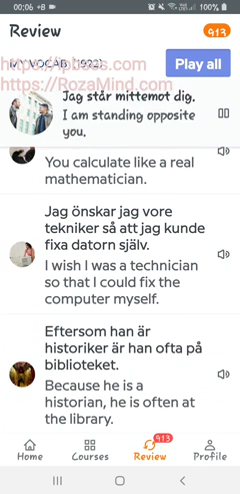 00:06 +B
100%
Review
913
MY VOCAB (1922)
Play all
https://RozaMind.com
Jag står mittemot dig.
I am standing opposite
you.
You calculate like a real
mathematician.
Jag önskar jag vore
tekniker så att jag kunde
fixa datorn själv.
I wish I was a technician
so that I could fix the
computer myself.
Eftersom han är
historiker är han ofta på
biblioteket.
Because he is a
historian, he is often at
the library.
913
Home
Courses
Review
Profile